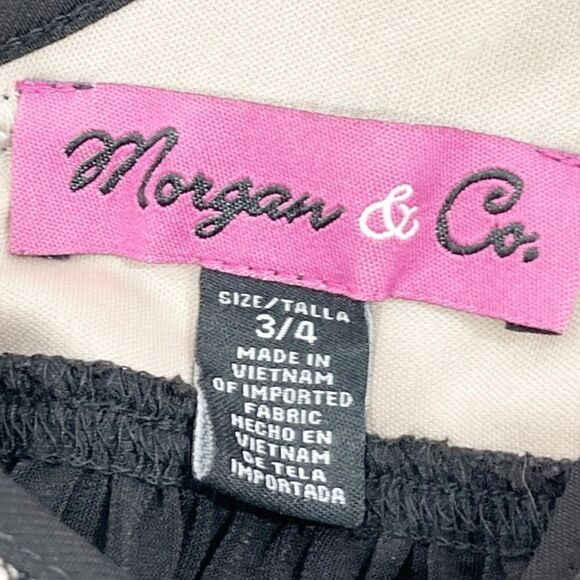 Morgan & Co.
SIZE/TALLA
3/4
MADE IN
VIETNAM
OF IMPORTED
FABRIC
HECHO EN
VIETNAM
DE TELA
IMPORTADA